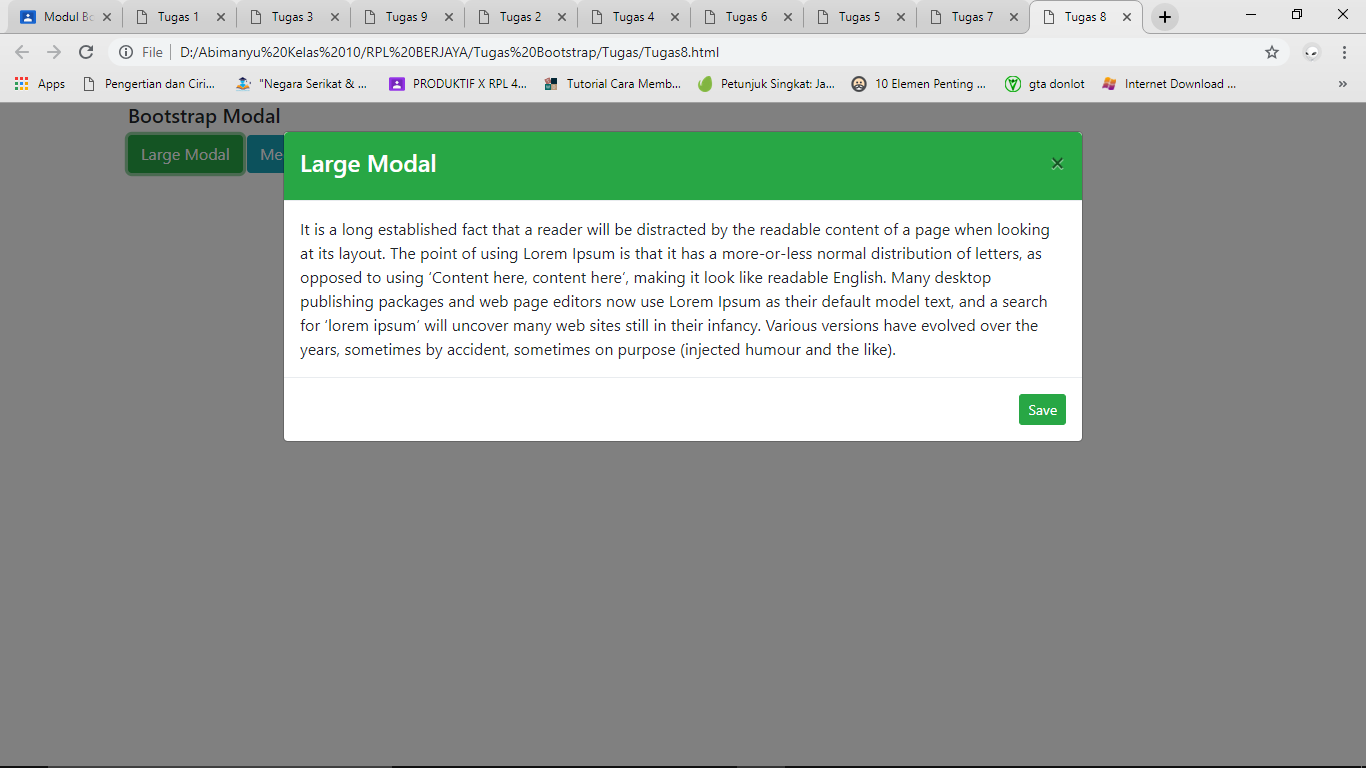 Modul Bo
Tugas 1
Tugas 3
Tugas 9
Tugas 2
Tugas 4
Tugas 6
Tugas 5
Tugas 7
Tugas 8
File
D:/Abimanyu%20Kelas%2010/RPL%20BERJAYA/Tugas%20Bootstrap/Tugas/Tugas8.html
Apps
Pengertian dan Ciri...
"Negara Serikat & ...
PRODUKTIF X RPL 4...
Tutorial Cara Memb...
Petunjuk Singkat: Ja...
10 Elemen Penting ...
gta donlot
Internet Download ...
»
Bootstrap Modal
Large Modal
Me
Large Modal
×
It is a long established fact that a reader will be distracted by the readable content of a page when looking
at its layout. The point of using Lorem Ipsum is that it has a more-or-less normal distribution of letters, as
opposed to using ‘Content here, content here’, making it look like readable English. Many desktop
publishing packages and web page editors now use Lorem Ipsum as their default model text, and a search
for ‘lorem ipsum’ will uncover many web sites still in their infancy. Various versions have evolved over the
years, sometimes by accident, sometimes on purpose (injected humour and the like).
Save